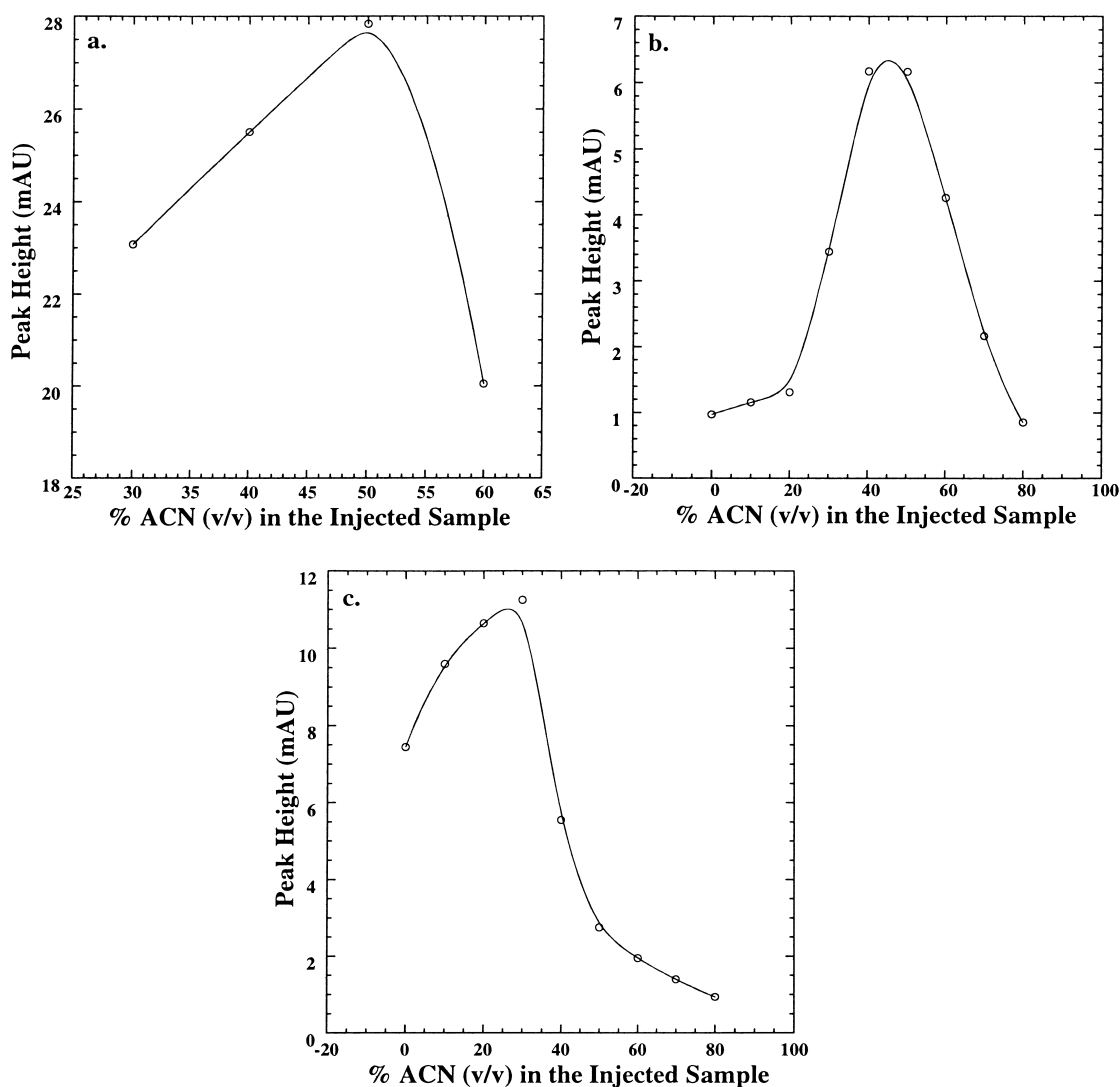 a.
Peak Height (mAU)
28
26
24
22
20
18
25 30 35 40 45 50 55 60 65
% ACN (v/v) in the Injected Sample
b.
Peak Height (mAU)
7
6
5
4
3
2
1
0
-20 0 20 40 60 80 100
% ACN (v/v) in the Injected Sample
c.
Peak Height (mAU)
12
10
8
6
4
2
0
-20 0 20 40 60 80 100
% ACN (v/v) in the Injected Sample